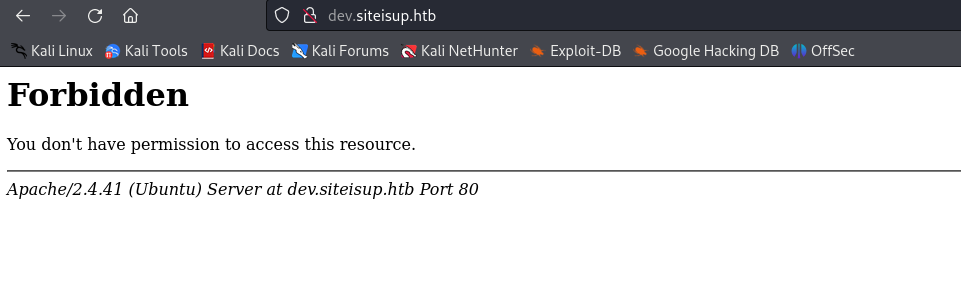 dev.siteisup.htb
Kali Linux Kali Tools Kali Docs Kali Forums Kali NetHunter Exploit-DB Google Hacking DB OffSec
Forbidden
You don't have permission to access this resource.
Apache/2.4.41 (Ubuntu) Server at dev.siteisup.htb Port 80